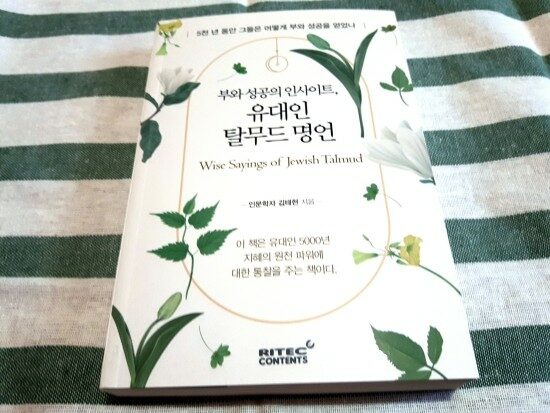 5천 년 동안 그들은 어떻게 부와 성공을 얻었나
부와 성공의 인사이트,
유대인
탈무드 명언
Wise Sayings of Jewish Talmud
인문학자 김태현 지음
이 책은 유대인 5000년
지혜의 원천 파워에
대한 통찰을 주는 책이다.
RITEC
CONTENTS